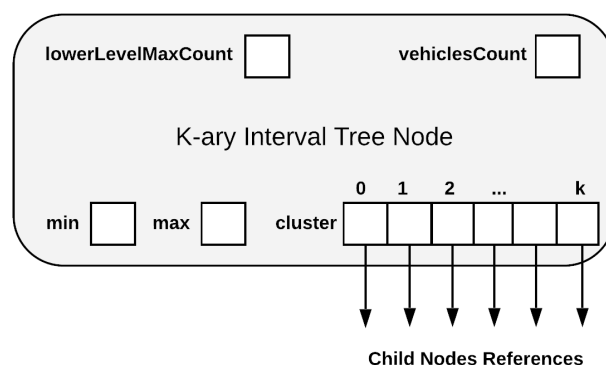 lowerLevelMaxCount vehiclesCount
K-ary Interval Tree Node
0 1 2 ... k
min max cluster
Child Nodes References